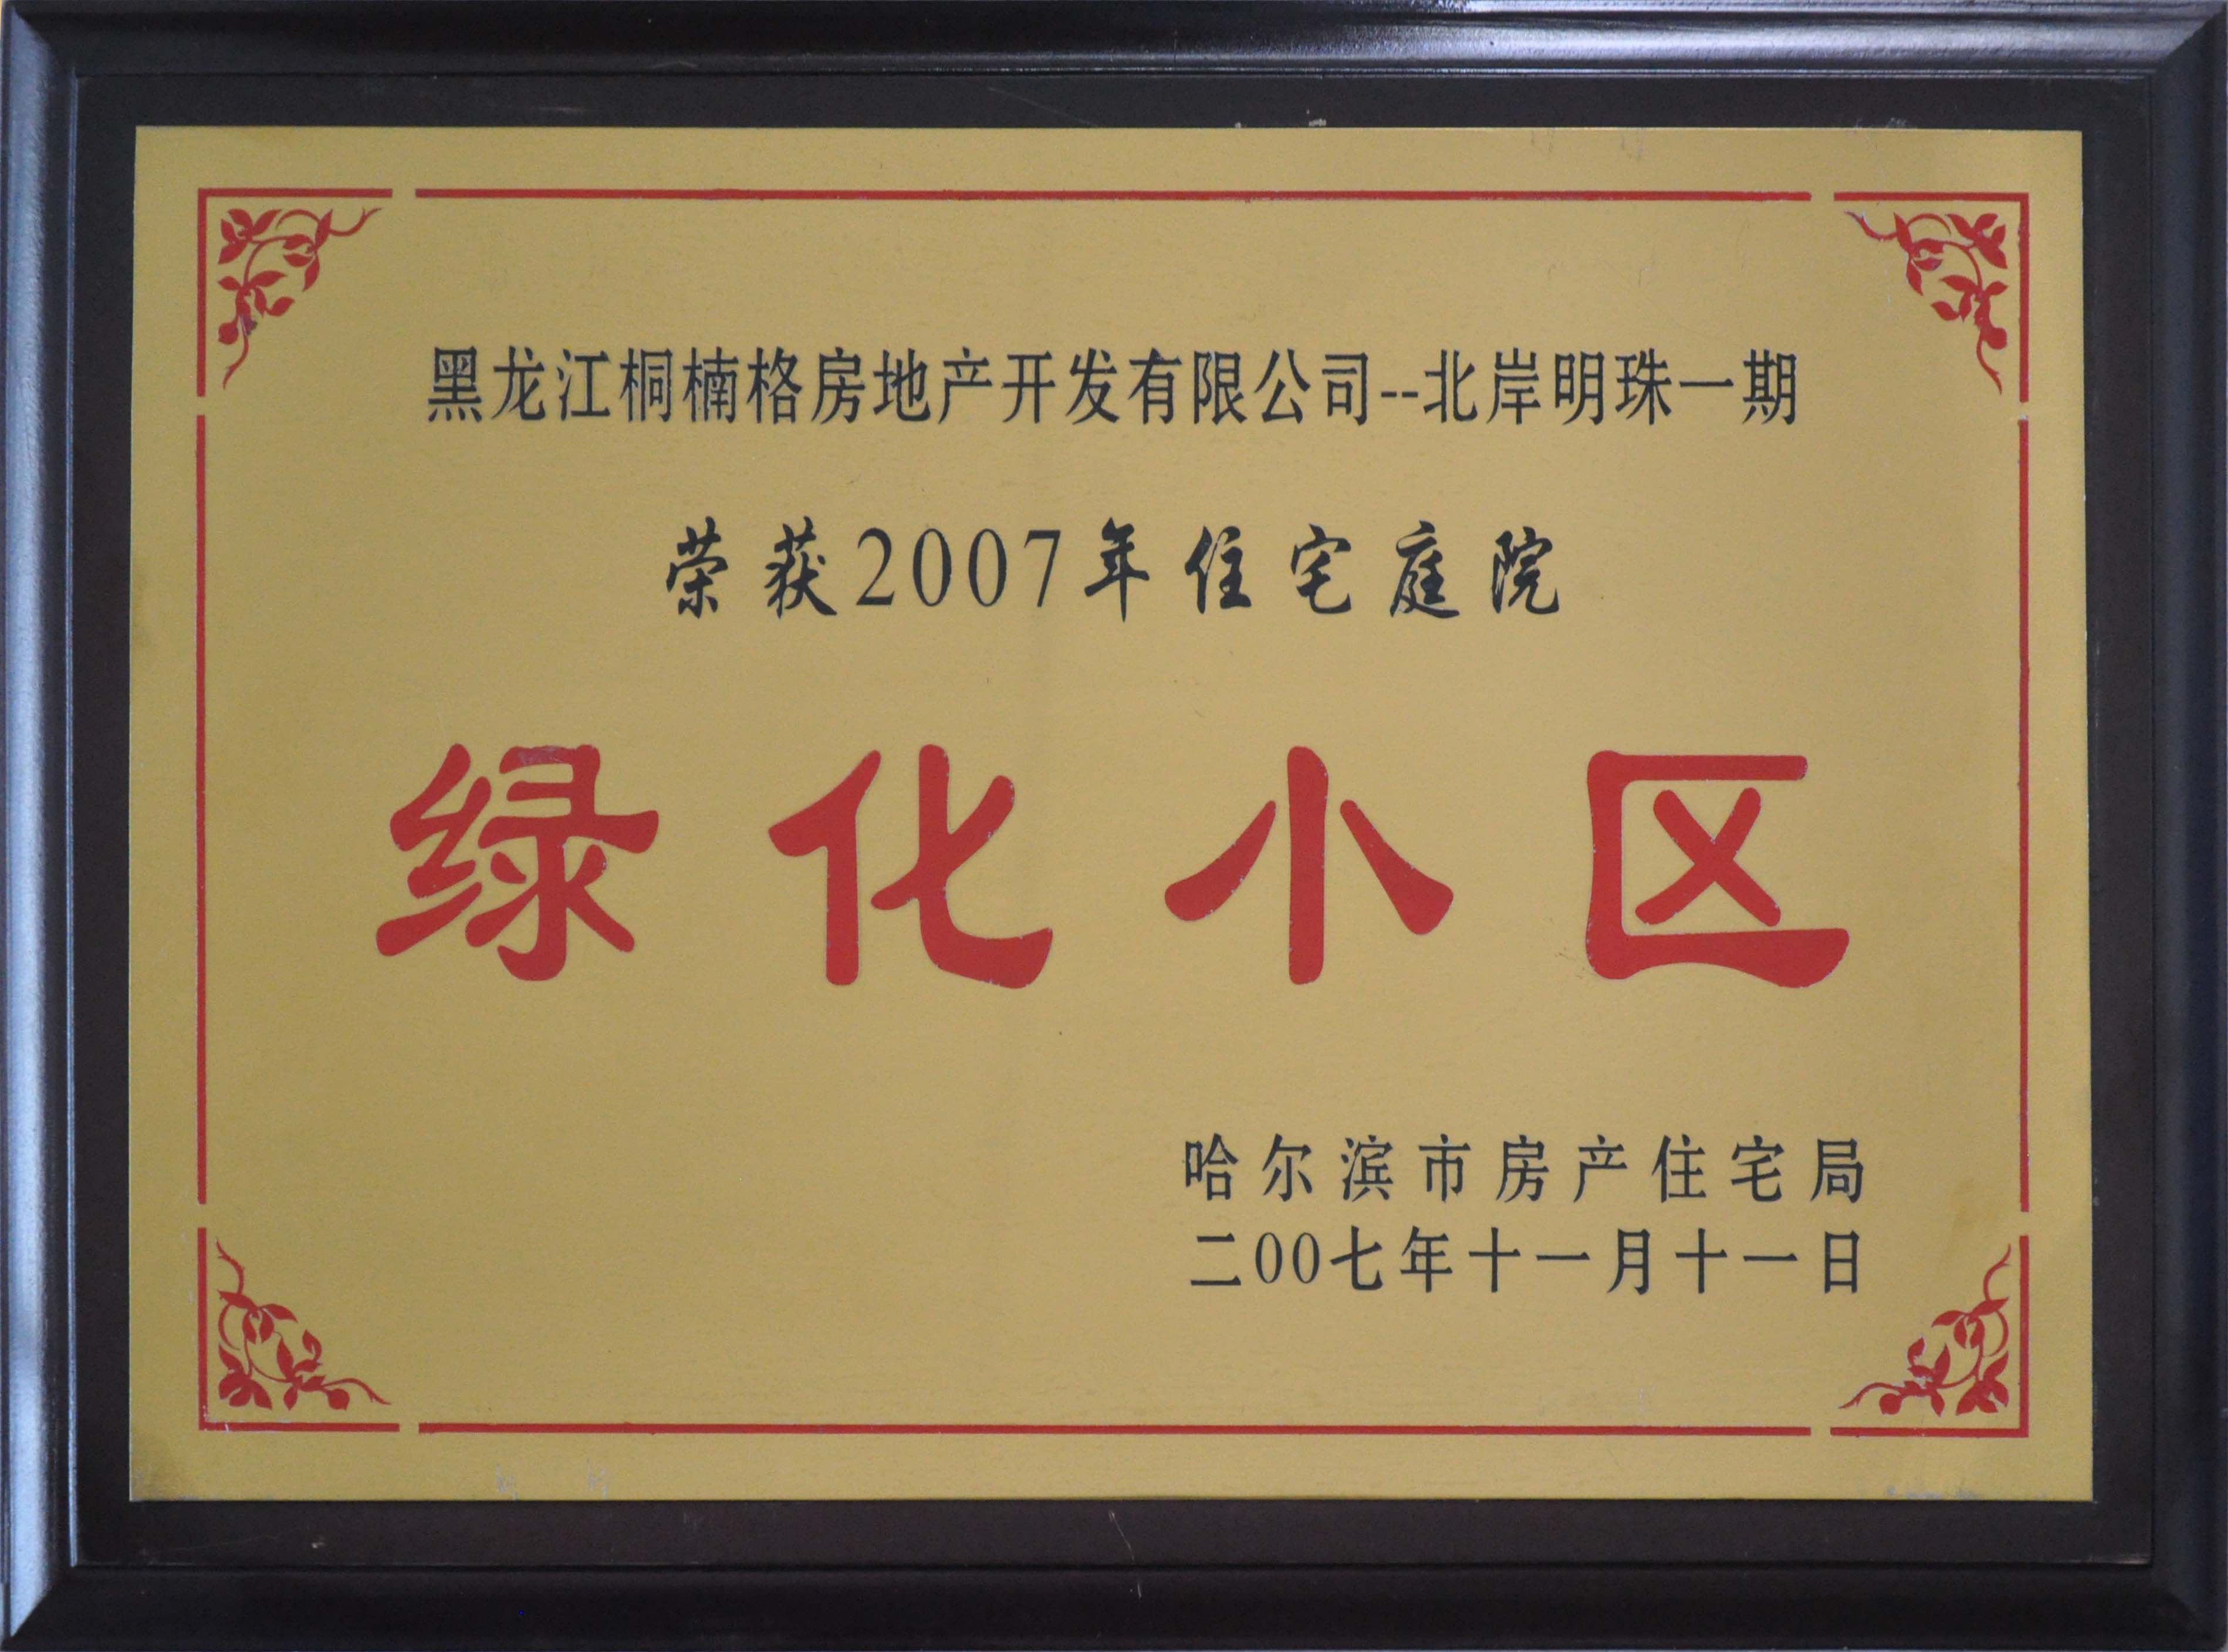 黑龙江桐楠格房地产开发有限公司--北岸明珠一期
荣获2007年住宅庭院
绿化小区
哈尔滨市房产住宅局
二00七年十一月十一日